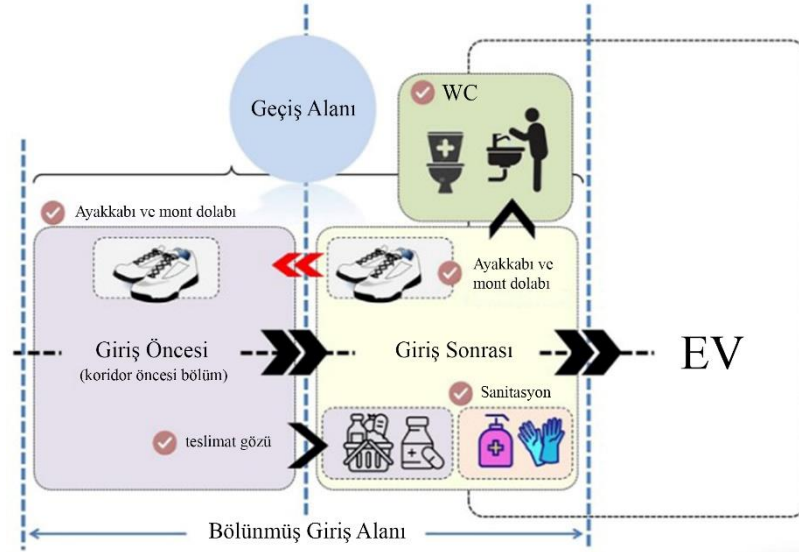 Geçiş Alanı
WC
Ayakkabı ve mont dolabı
Ayakkabı ve
mont dolabı
Giriş Öncesi
(koridor öncesi bölüm)
Giriş Sonrası
EV
Sanitasyon
teslimat gözü
Bölünmüş Giriş Alanı